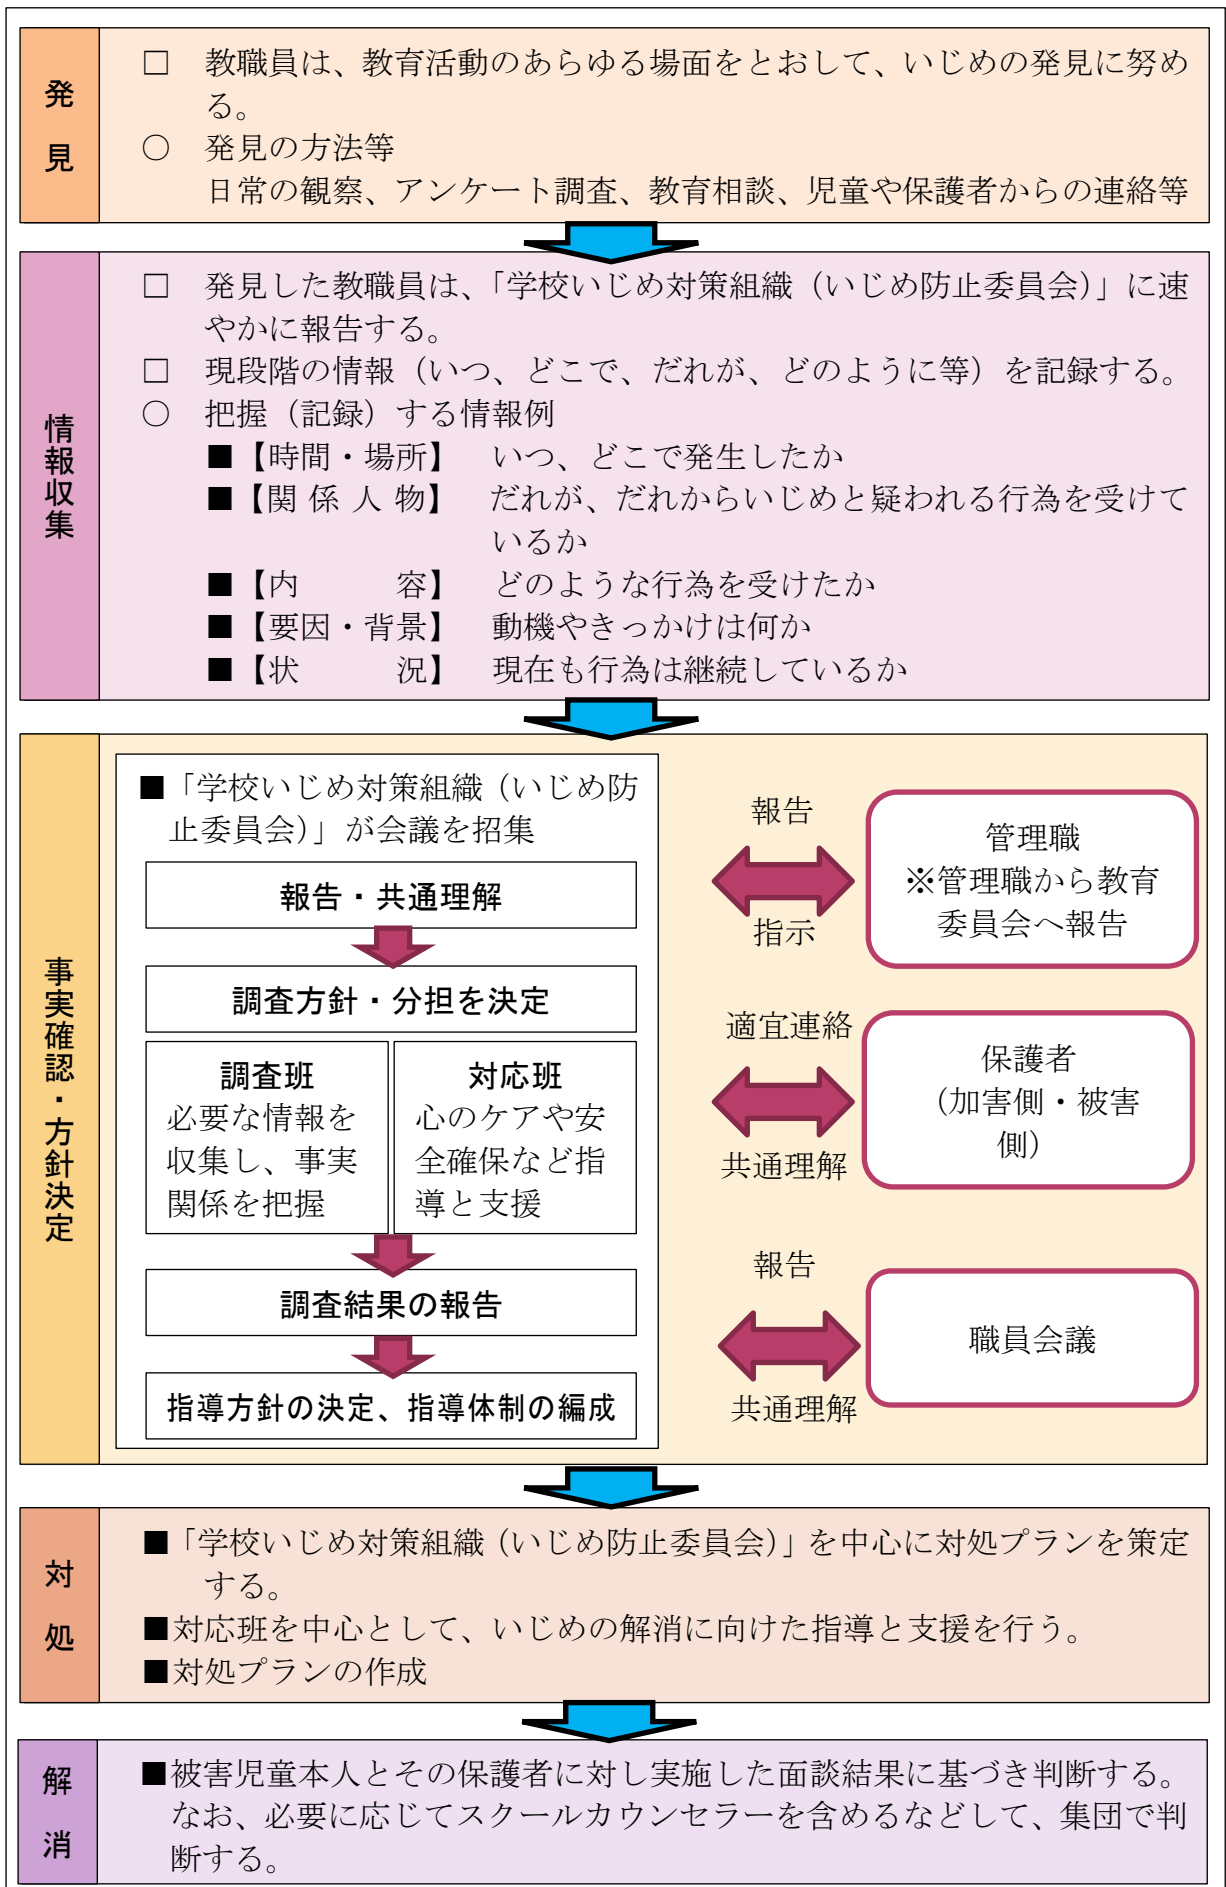 発
見
□ 教職員は、教育活動のあらゆる場面をとおして、いじめの発見に努め
る。
○ 発見の方法等
日常の観察、アンケート調査、教育相談、児童や保護者からの連絡等
情報収集
□ 発見した教職員は、「学校いじめ対策組織（いじめ防止委員会）」に速
やかに報告する。
□ 現段階の情報（いつ、どこで、だれが、どのように等）を記録する。
○ 把握（記録）する情報例
■【時間・場所】 いつ、どこで発生したか
■【関 係 人 物】 だれが、だれからいじめと疑われる行為を受けて
いるか
■【内　　　容】 どのような行為を受けたか
■【要因・背景】 動機やきっかけは何か
■【状　　　況】 現在も行為は継続しているか
事実確認・方針決定
■「学校いじめ対策組織（いじめ防
止委員会）」が会議を招集
報告・共通理解
調査方針・分担を決定
調査班
必要な情報を
収集し、事実
関係を把握
対応班
心のケアや安
全確保など指
導と支援
調査結果の報告
指導方針の決定、指導体制の編成
報告
指示
管理職
※管理職から教育
委員会へ報告
適宜連絡
共通理解
保護者
（加害側・被害
側）
報告
共通理解
職員会議
対
処
■「学校いじめ対策組織（いじめ防止委員会）」を中心に対処プランを策定
する。
■対応班を中心として、いじめの解消に向けた指導と支援を行う。
■対処プランの作成
解
消
■被害児童本人とその保護者に対し実施した面談結果に基づき判断する。
なお、必要に応じてスクールカウンセラーを含めるなどして、集団で判
断する。